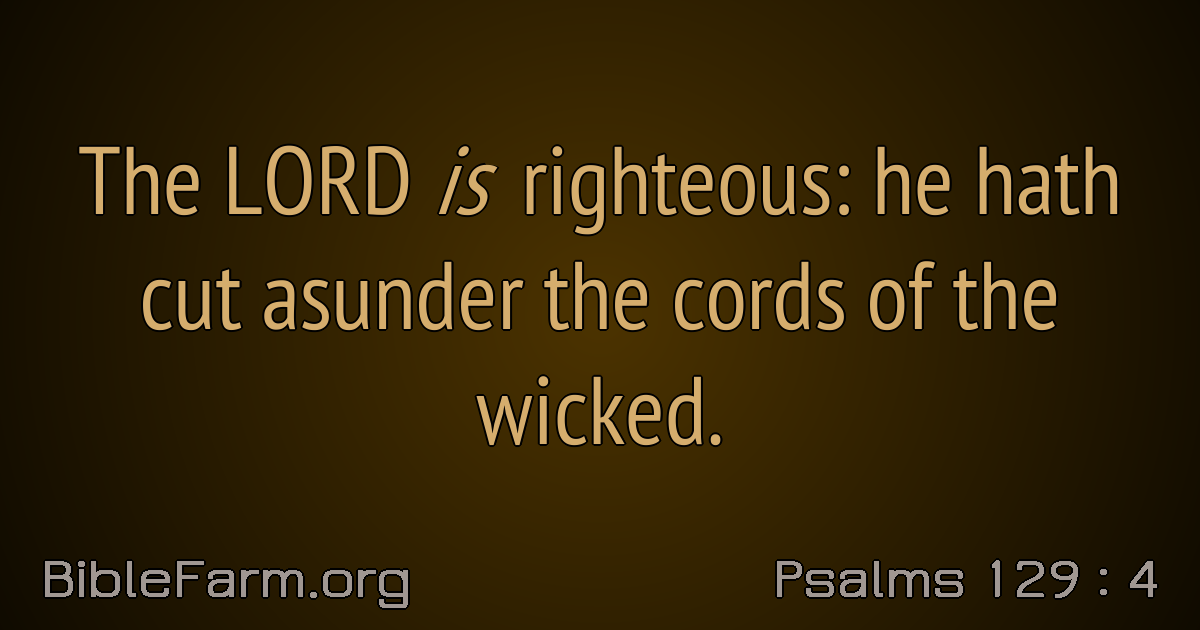 The LORD is righteous: he hath
cut asunder the cords of the
wicked.
BibleFarm.org
Psalms 129 : 4